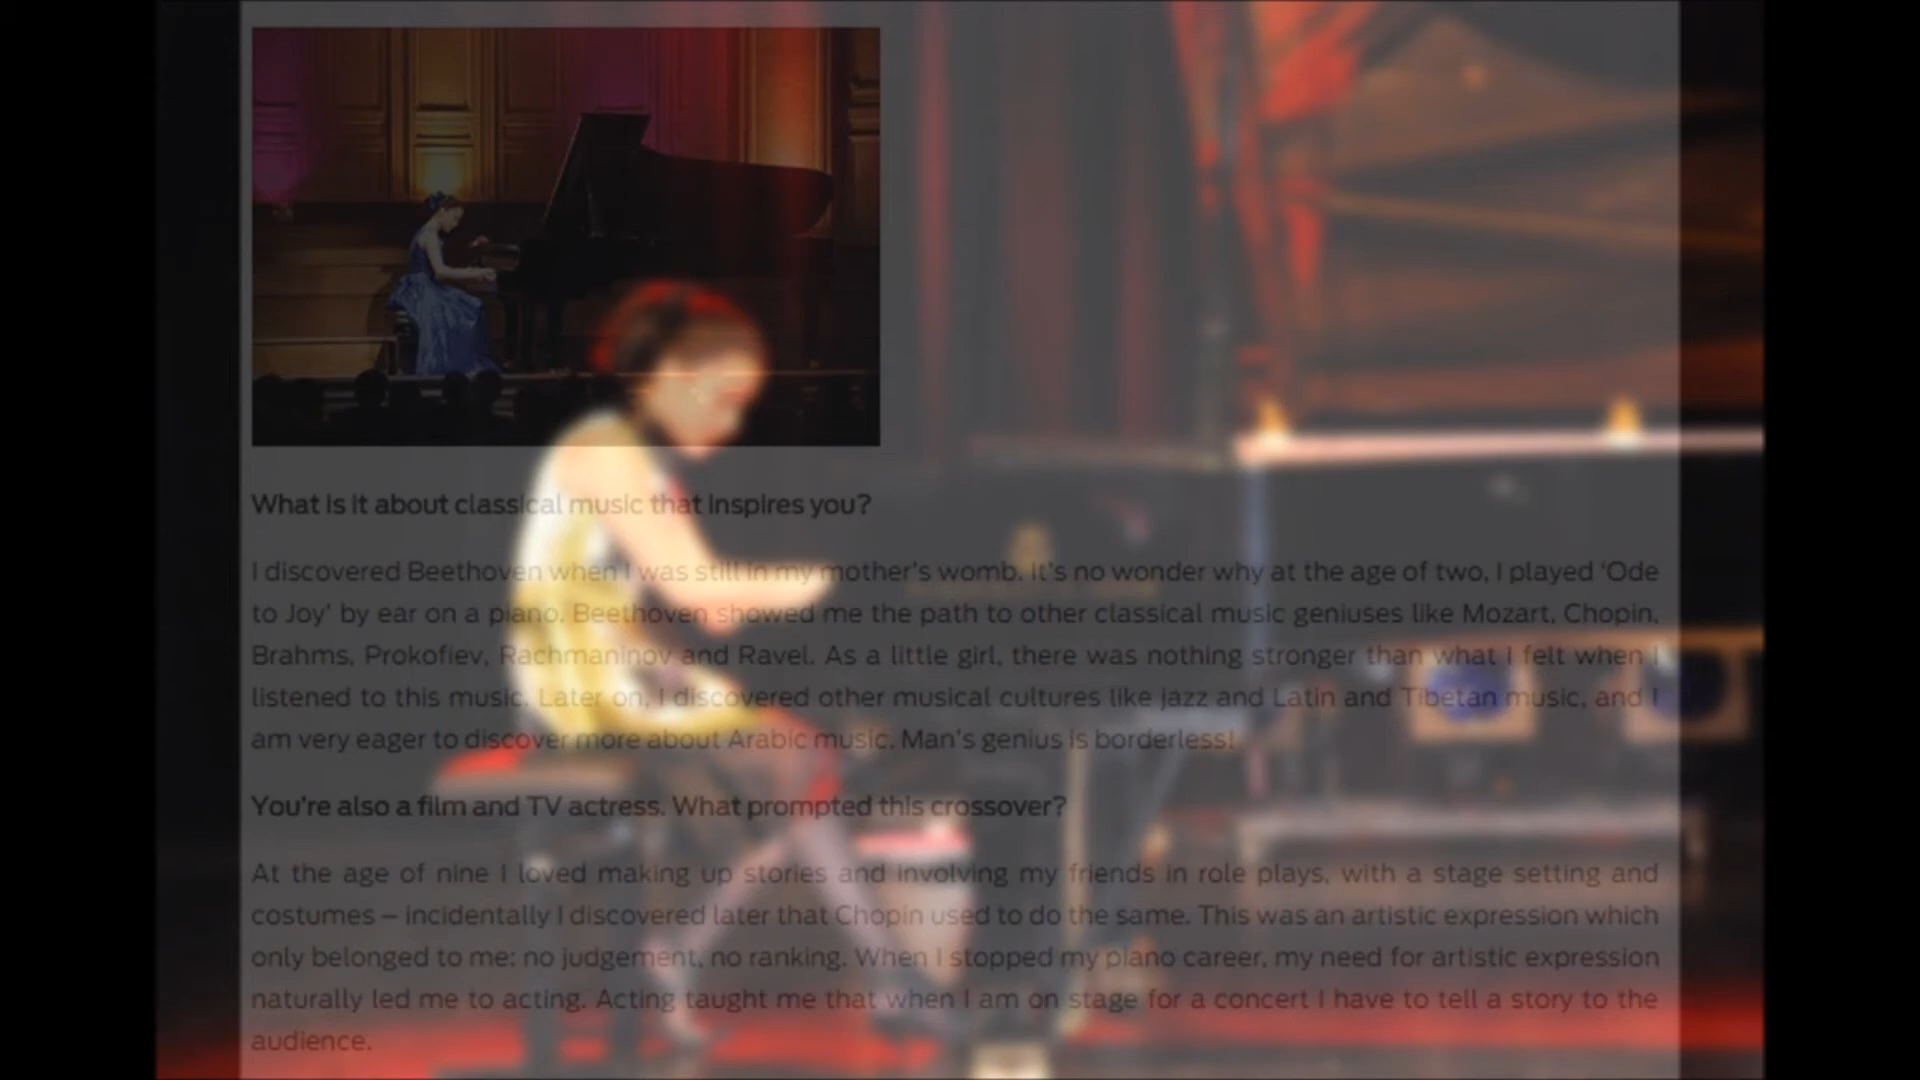 What is it about classical music that inspires you?
I discovered Beethoven when I was still in my mother's womb. It's no wonder why at the age of two, I played ‘Ode
to Joy’ by ear on a piano. Beethoven showed me the path to other classical music geniuses like Mozart, Chopin,
Brahms, Prokofiev, Rachmaninov and Ravel. As a little girl, there was nothing stronger than what I felt when I
listened to this music. Later on, I discovered other musical cultures like jazz and Latin and Tibetan music, and I
am very eager to discover more about Arabic music. Man's genius is borderless!
You're also a film and TV actress. What prompted this crossover?
At the age of nine I loved making up stories and involving my friends in role plays, with a stage setting and
costumes – incidentally I discovered later that Chopin used to do the same. This was an artistic expression which
only belonged to me: no judgement, no ranking. When I stopped my piano career, my need for artistic expression
naturally led me to acting. Acting taught me that when I am on stage for a concert I have to tell a story to the
audience.